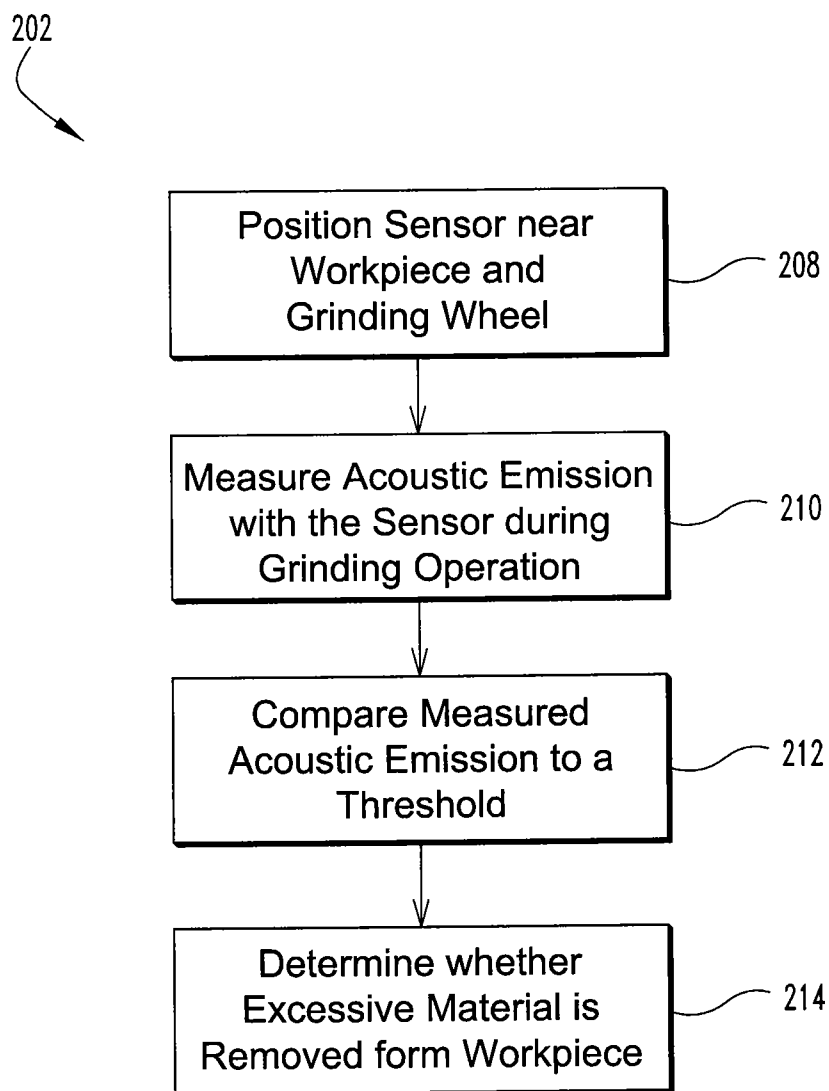 202
Position Sensor near
Workpiece and
Grinding Wheel
208
Measure Acoustic Emission
with the Sensor during
Grinding Operation
210
Compare Measured
Acoustic Emission to a
Threshold
212
Determine whether
Excessive Material is
Removed form Workpiece
214